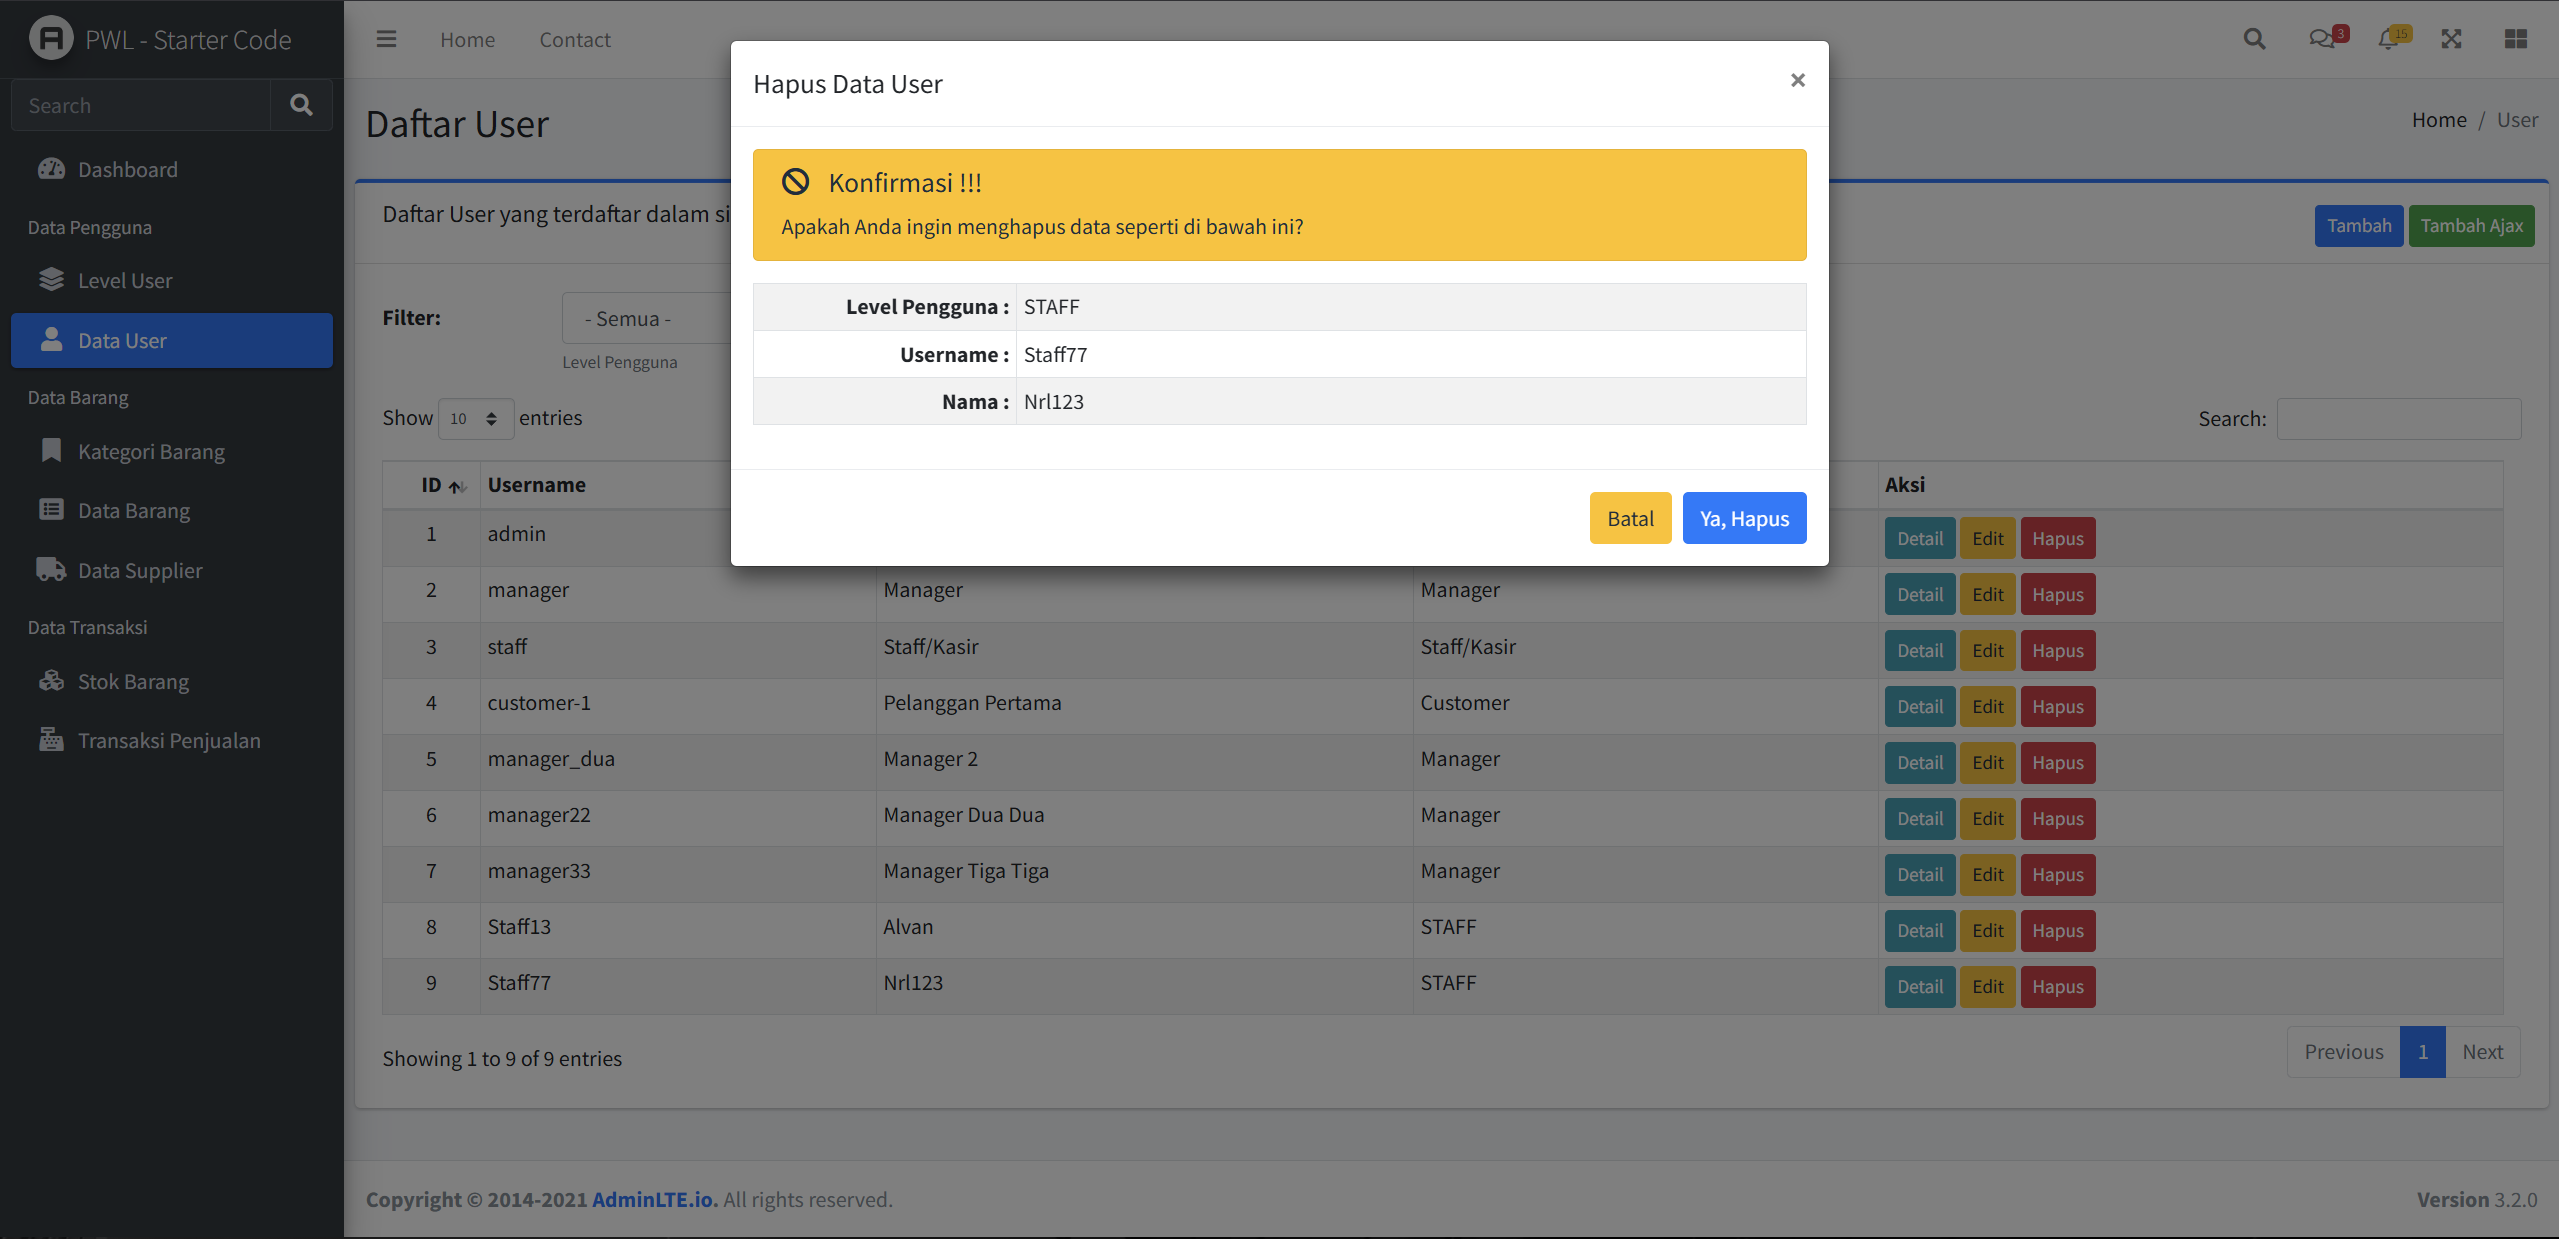 PWL - Starter Code
Search
Dashboard
Data Pengguna
Level User
Data User
Data Barang
Kategori Barang
Data Barang
Data Supplier
Data Transaksi
Stok Barang
Transaksi Penjualan
Home Contact
3
15
Daftar User
Home / User
Daftar User yang terdaftar dalam si
Tambah Tambah Ajax
Filter: - Semua -
Level Pengguna
Show 10 entries
Search:
Hapus Data User ×
Konfirmasi !!!
Apakah Anda ingin menghapus data seperti di bawah ini?
Level Pengguna : STAFF
Username : Staff77
Nama : Nrl123
Batal Ya, Hapus
ID Username Aksi
1 admin Detail Edit Hapus
2 manager Manager Manager Detail Edit Hapus
3 staff Staff/Kasir Staff/Kasir Detail Edit Hapus
4 customer-1 Pelanggan Pertama Customer Detail Edit Hapus
5 manager_dua Manager 2 Manager Detail Edit Hapus
6 manager22 Manager Dua Dua Manager Detail Edit Hapus
7 manager33 Manager Tiga Tiga Manager Detail Edit Hapus
8 Staff13 Alvan STAFF Detail Edit Hapus
9 Staff77 Nrl123 STAFF Detail Edit Hapus
Showing 1 to 9 of 9 entries
Previous 1 Next
Copyright © 2014-2021 AdminLTE.io. All rights reserved.
Version 3.2.0